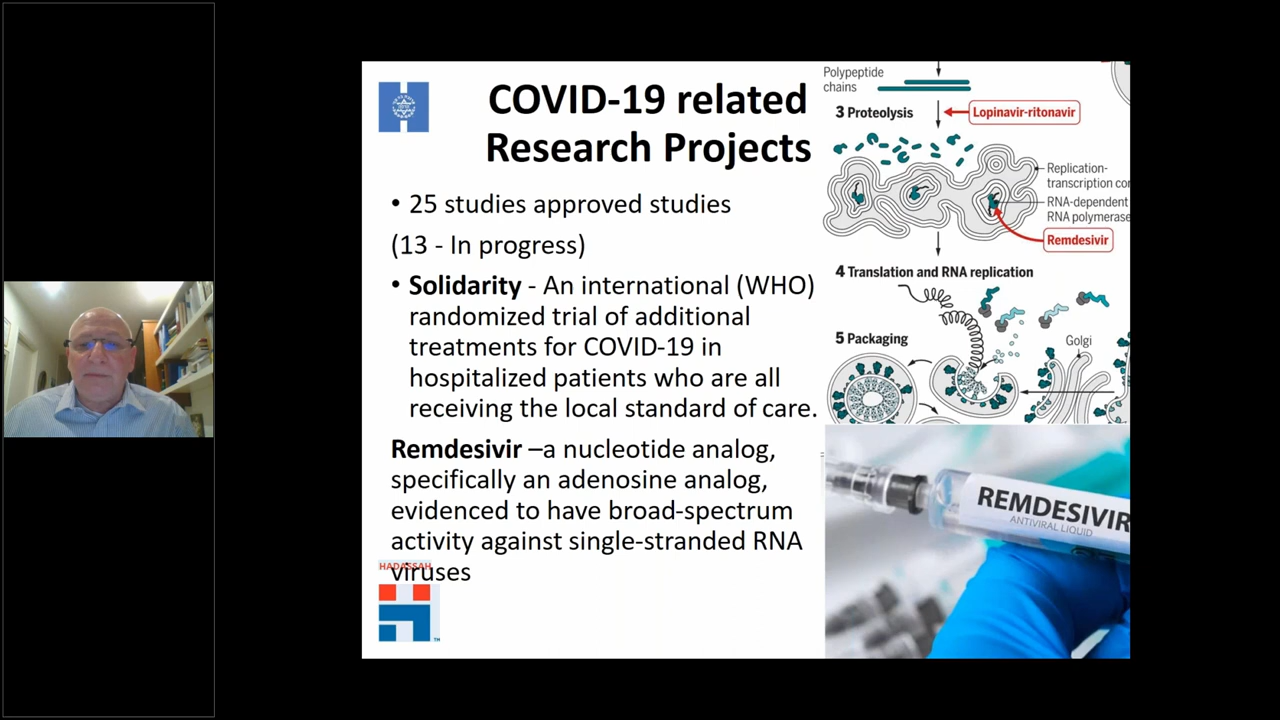 COVID-19 related
Research Projects
• 25 studies approved studies
(13 - In progress)
• Solidarity - An international (WHO)
randomized trial of additional
treatments for COVID-19 in
hospitalized patients who are all
receiving the local standard of care.
Remdesivir –a nucleotide analog,
specifically an adenosine analog,
evidenced to have broad-spectrum
activity against single-stranded RNA
viruses
HADASSAH
TM
Polypeptide
chains
3 Proteolysis
Lopinavir-ritonavir
Replication-
transcription co
RNA-dependent
RNA polymerase
Remdesivir
4 Translation and RNA replication
5 Packaging
Golgi
REMDESIVIR
ANTIVIRAL LIQUID